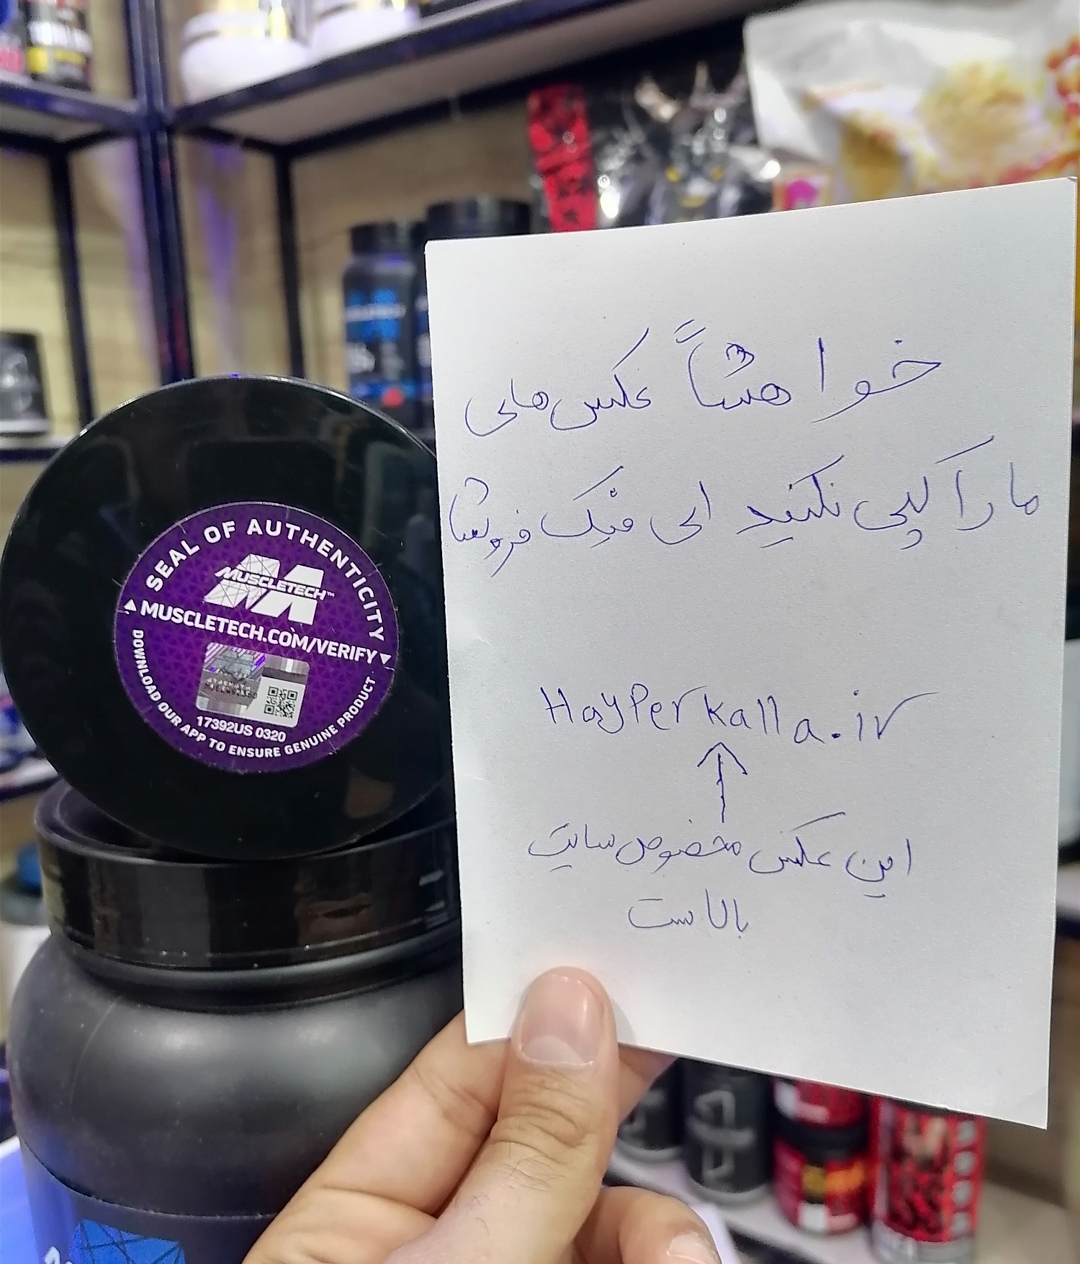 SEAL OF AUTHENTICITY
MUSCLETECH™
▲ MUSCLETECH.COM/VERIFY ▼
17392US 0320
DOWNLOAD OUR APP TO ENSURE GENUINE PRODUCT
خواهشاً عکس های
ما را کپی نکنید ای فیک فروشا
HayPerkalla.ir
این عکس مخصوص سایت
بالاست